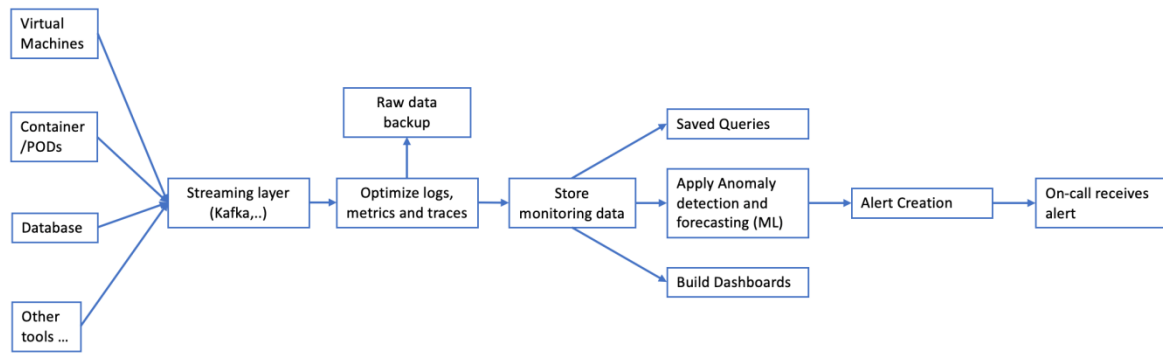 Virtual
Machines
Container
/PODs
Database
Other
tools ...
Streaming layer
(Kafka,..)
Raw data
backup
Optimize logs,
metrics and traces
Store
monitoring data
Saved Queries
Apply Anomaly
detection and
forecasting (ML)
Build Dashboards
Alert Creation
On-call receives
alert